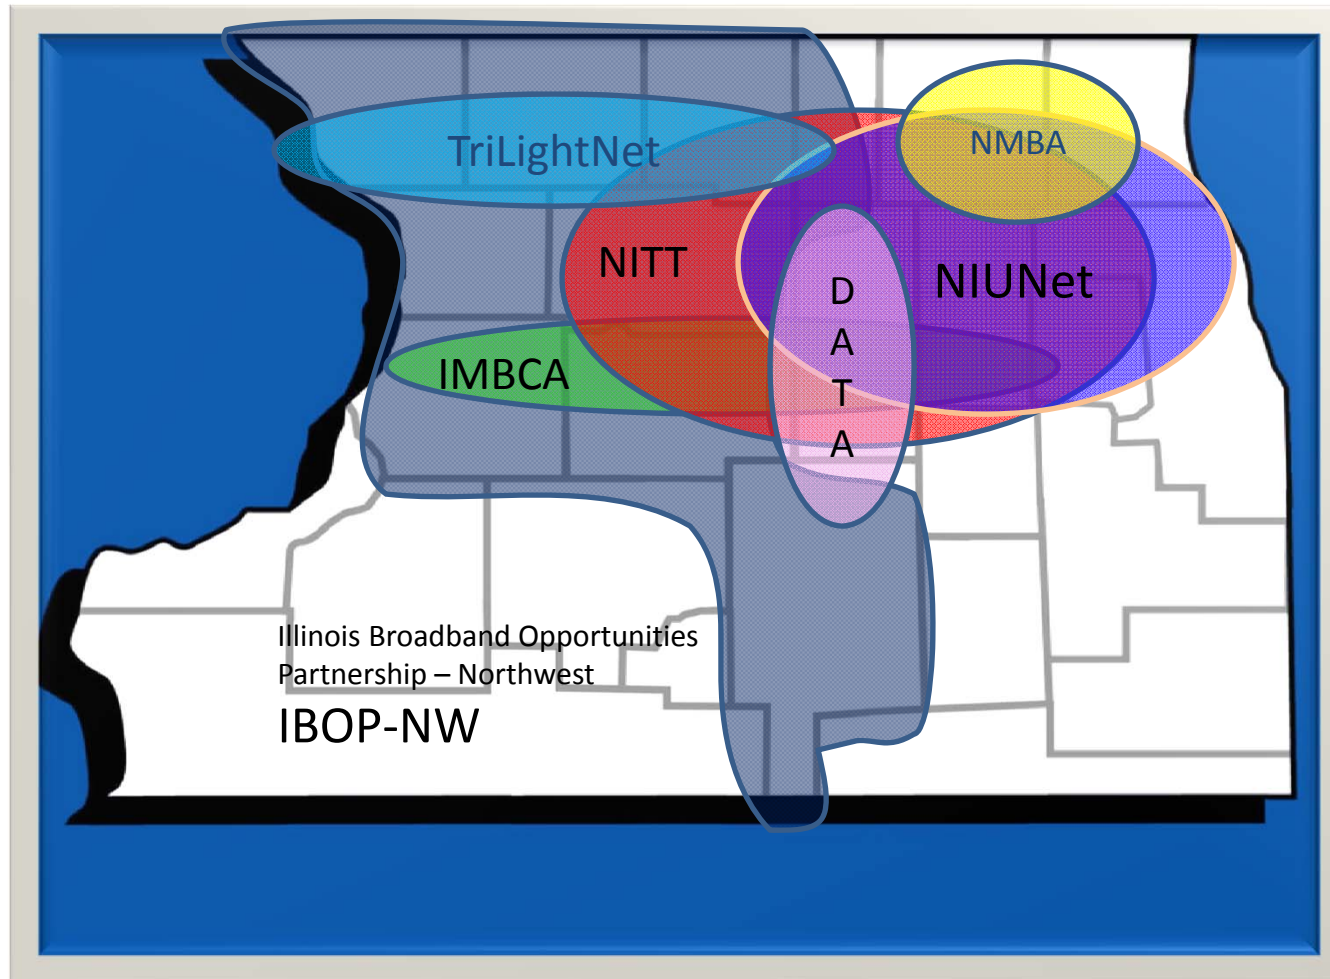 TriLightNet
NMBA
NITT
NIUNet
D
A
T
A
IMBCA
Illinois Broadband Opportunities
Partnership – Northwest
IBOP-NW